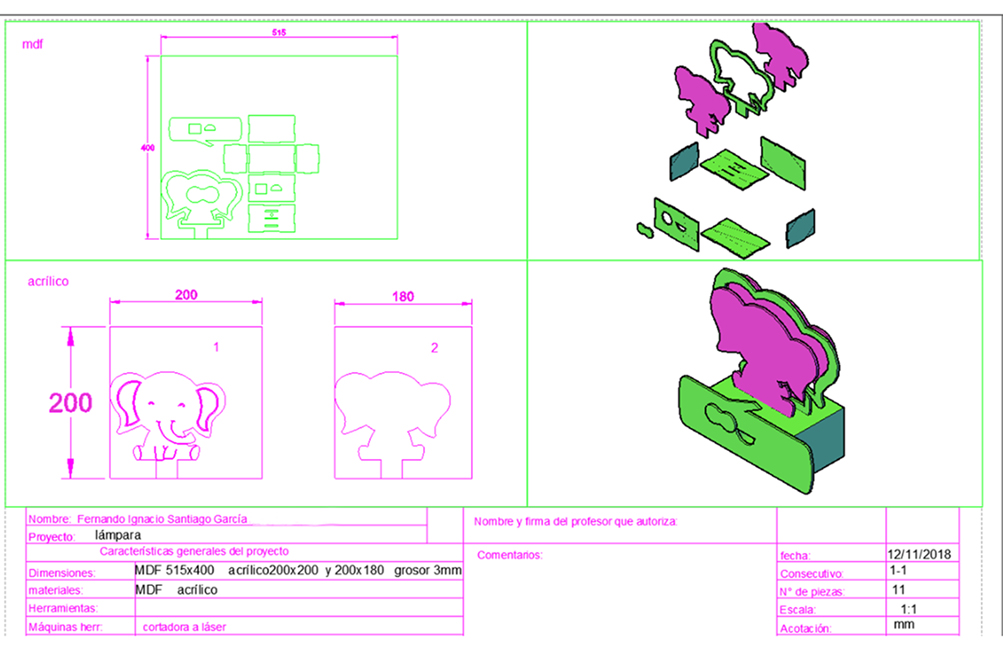 mdf
515
400
acrílico
200
200
1
180
2
Nombre: Fernando Ignacio Santiago García
Proyecto: lámpara
Características generales del proyecto
Dimensiones: MDF 515x400 acrílico200x200 y 200x180 grosor 3mm
materiales: MDF acrílico
Herramientas:
Máquinas herr: cortadora a láser
Nombre y firma del profesor que autoriza:
Comentarios:
fecha: 12/11/2018
Consecutivo: 1-1
N° de piezas: 11
Escala: 1:1
Acotación: mm